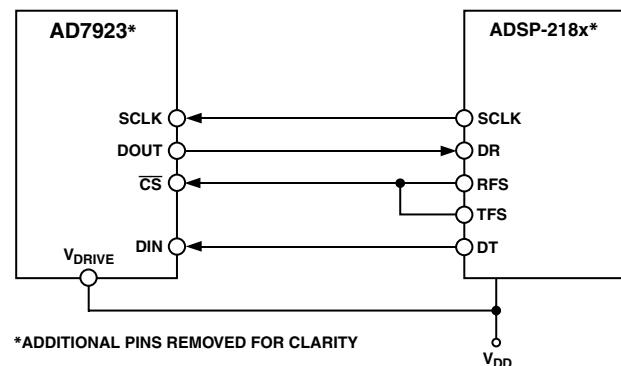 AD7923*
ADSP-218x*
SCLK
SCLK
DOUT
DR
CS
RFS
TFS
DIN
DT
VDRIVE
*ADDITIONAL PINS REMOVED FOR CLARITY
VDD